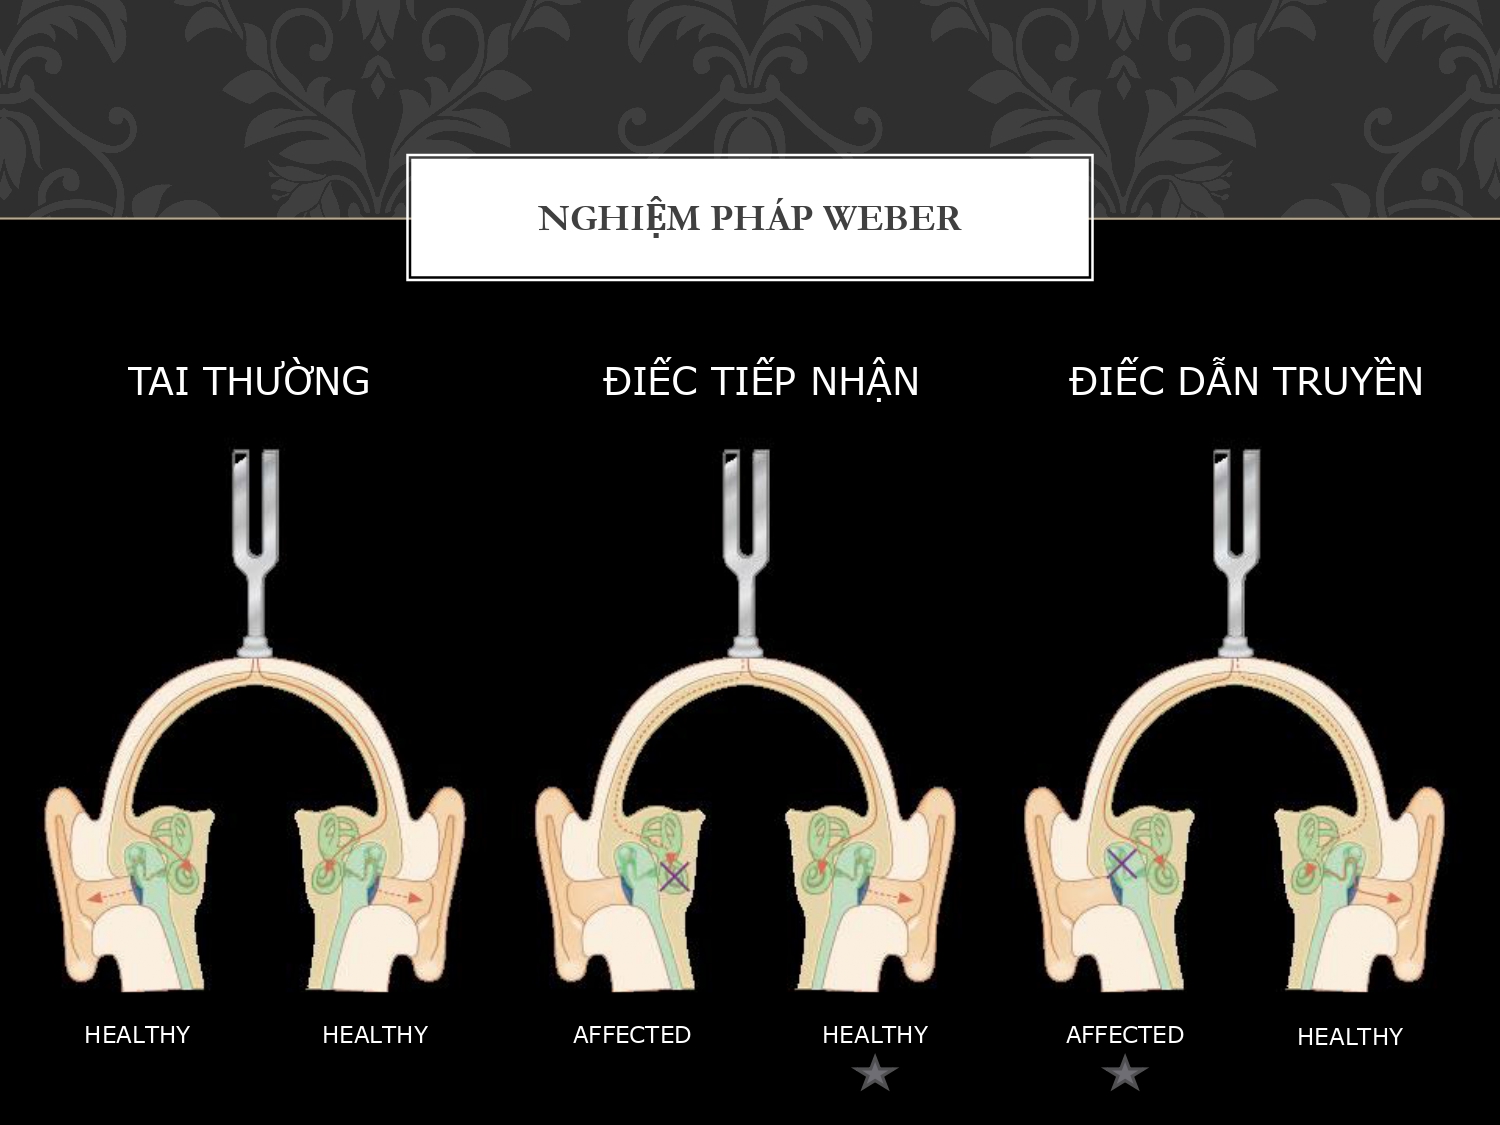 NGHIỆM PHÁP WEBER
TAI THƯỜNG
ĐIẾC TIẾP NHẬN
ĐIẾC DẪN TRUYỀN
HEALTHY
HEALTHY
AFFECTED
HEALTHY
AFFECTED
HEALTHY